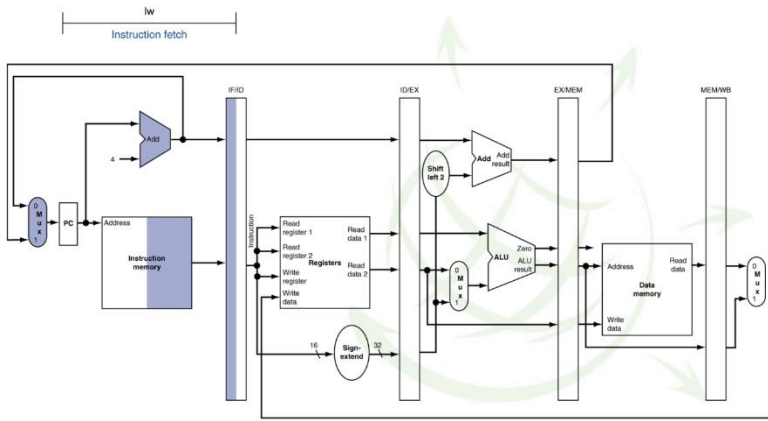 lw
Instruction fetch
IF/ID
ID/EX
EX/MEM
MEM/WB
Add
4
Shift
left 2
Add
Add
result
0
M
u
x
1
PC
Address
Instruction
memory
Instruction
Read
register 1
Read
register 2
Write
register
Write
data
Read
data 1
Read
data 2
Registers
0
M
u
x
1
Zero
ALU
ALU
result
Address
Read
data
Data
memory
Write
data
0
M
u
x
1
16
Sign-
extend
32